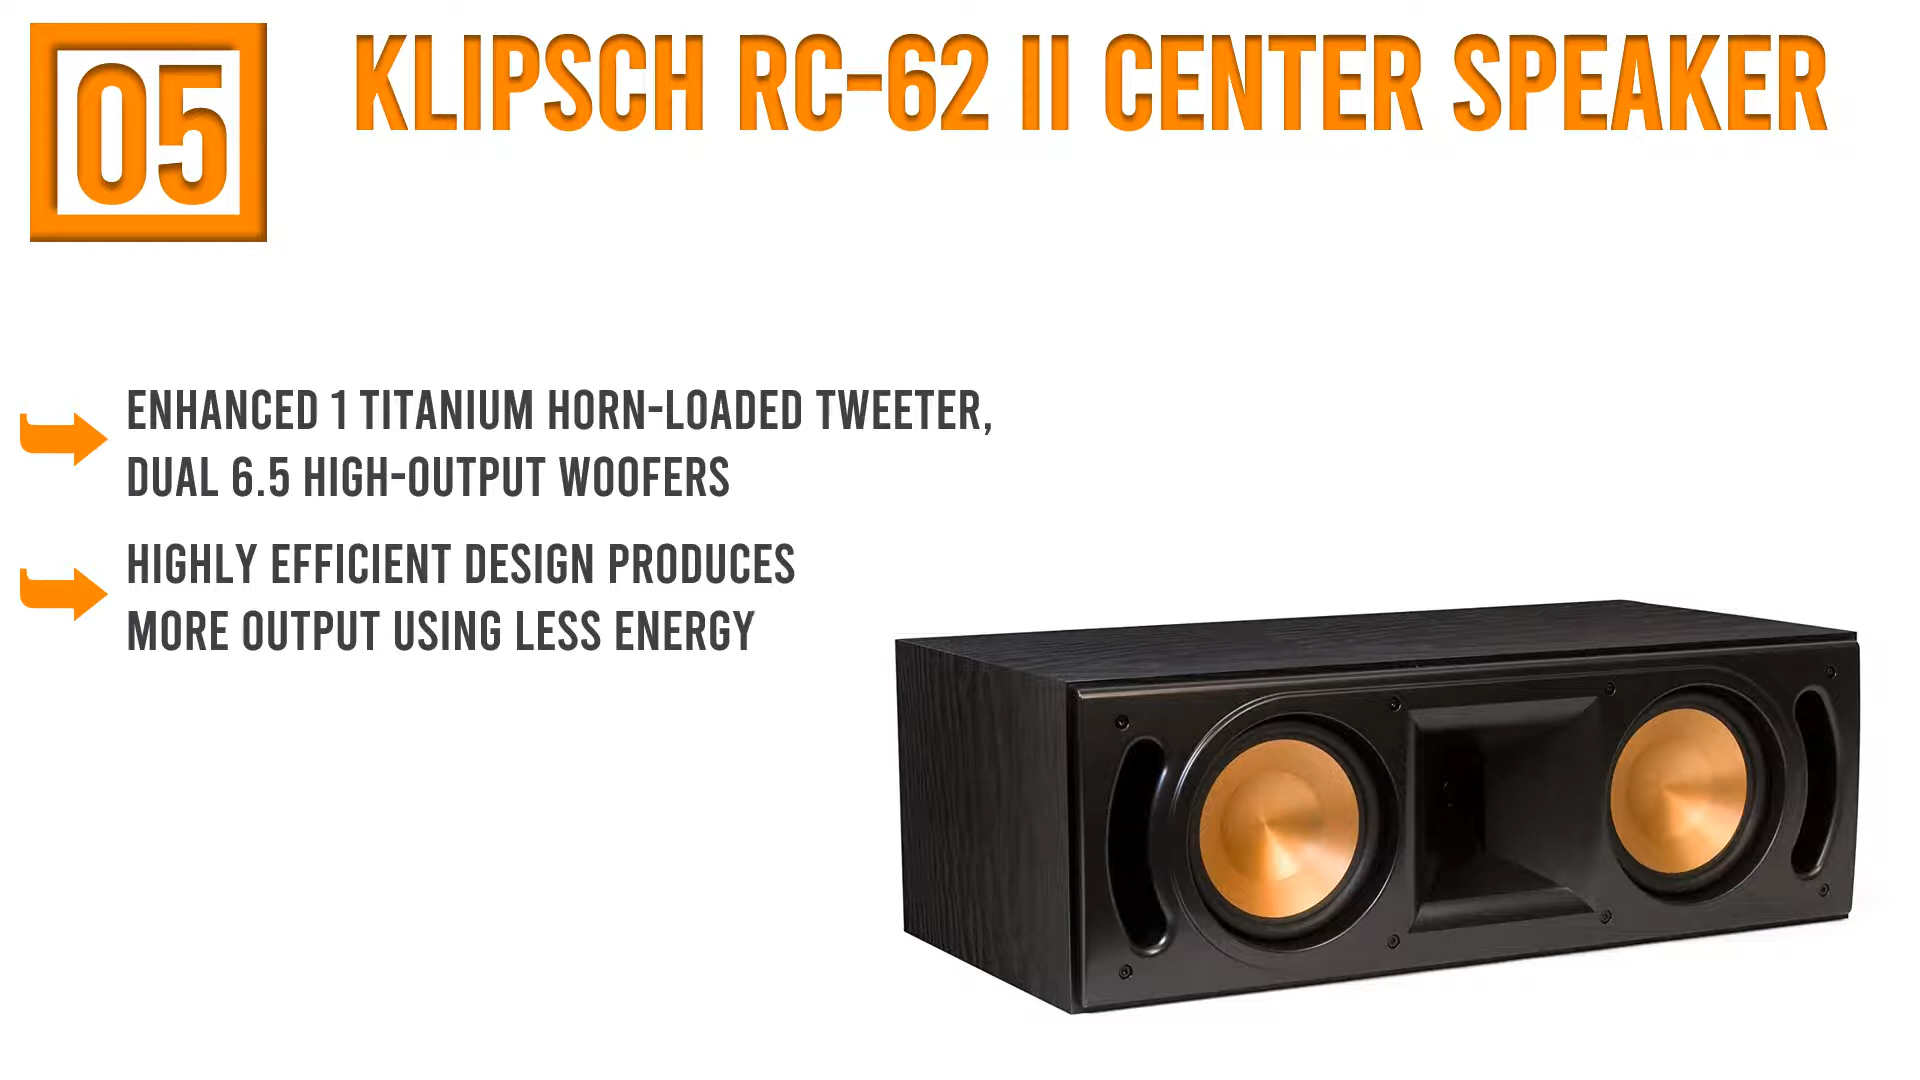 05
KLIPSCH RC-62 II CENTER SPEAKER
ENHANCED 1 TITANIUM HORN-LOADED TWEETER,
DUAL 6.5 HIGH-OUTPUT WOOFERS
HIGHLY EFFICIENT DESIGN PRODUCES
MORE OUTPUT USING LESS ENERGY